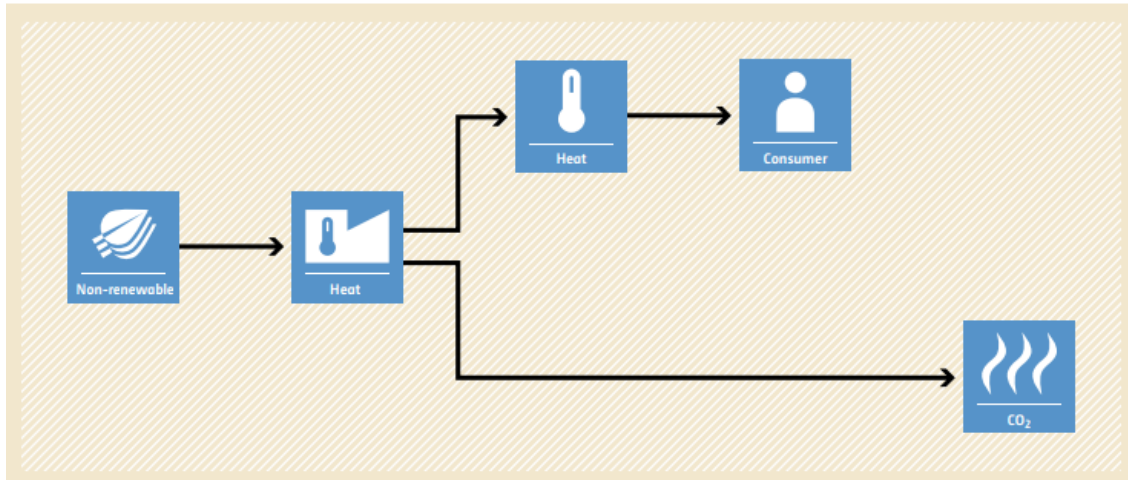 Heat
Consumer
Non-renewable
Heat
CO₂